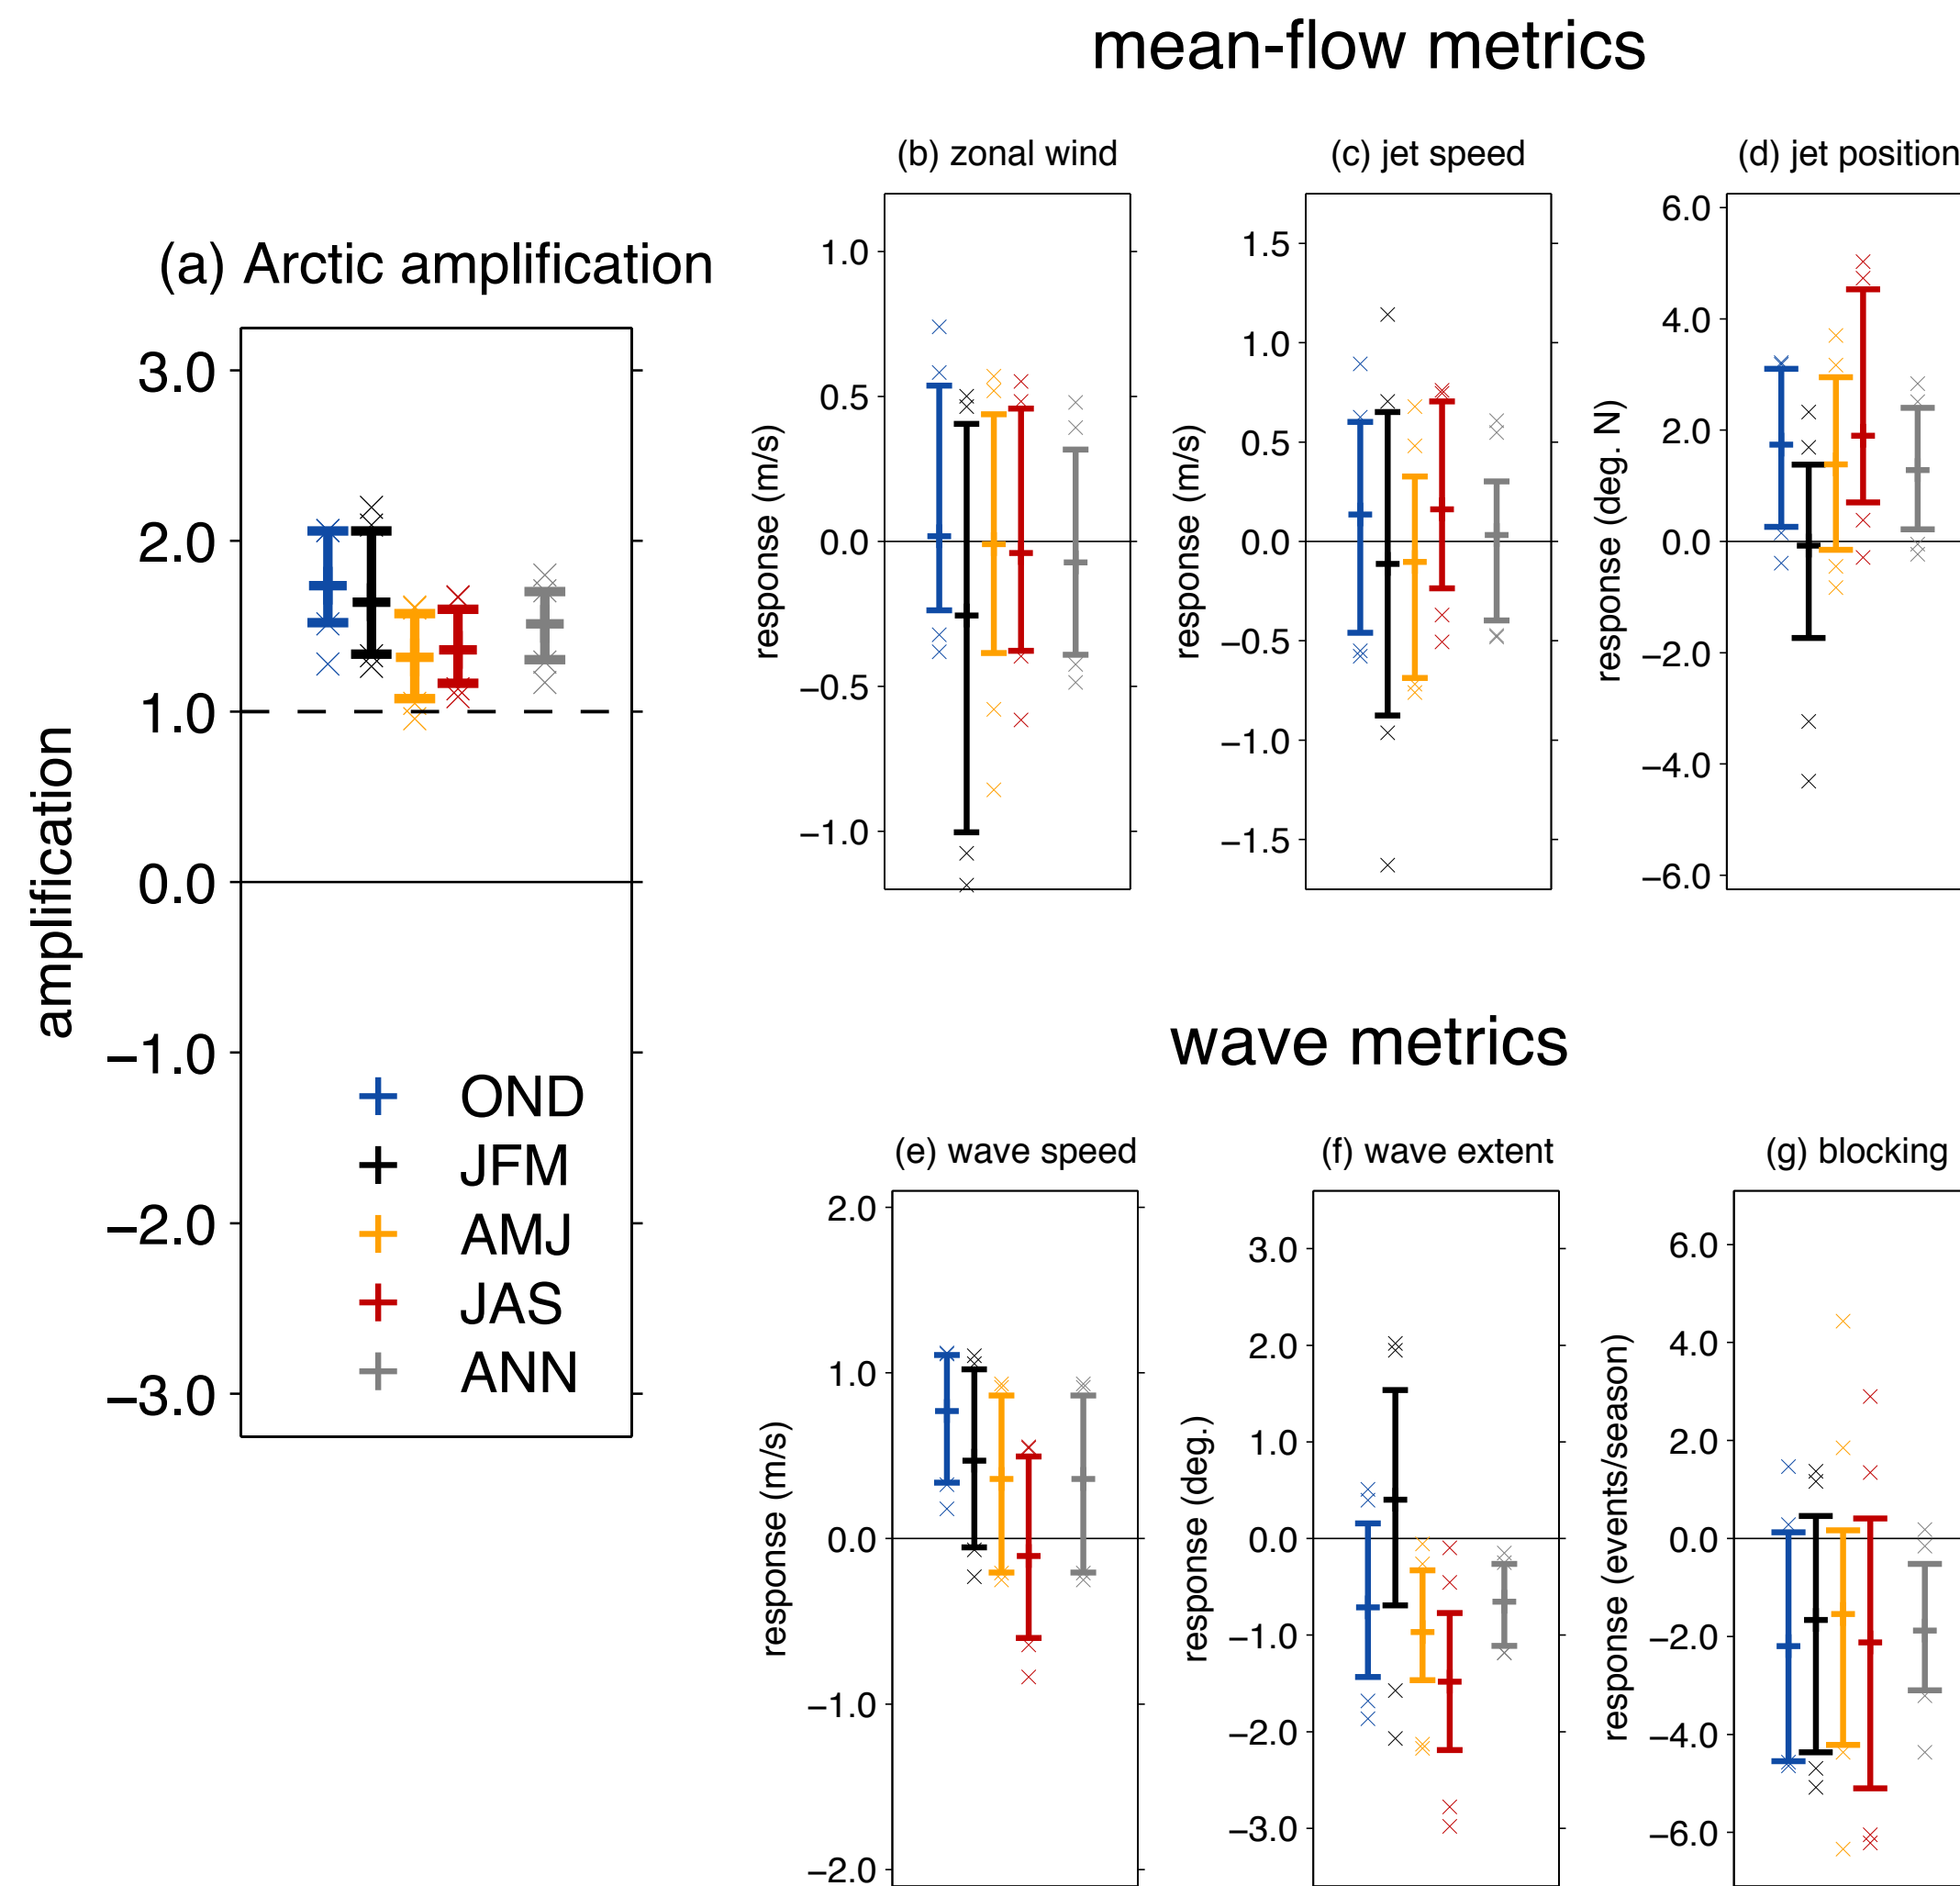 mean-flow metrics
(a) Arctic amplification
amplification
3.0
2.0
1.0
0.0
−1.0
−2.0
−3.0
OND
JFM
AMJ
JAS
ANN
(b) zonal wind
response (m/s)
1.0
0.5
0.0
−0.5
−1.0
(c) jet speed
response (m/s)
1.5
1.0
0.5
0.0
−0.5
−1.0
−1.5
(d) jet position
response (deg. N)
6.0
4.0
2.0
0.0
−2.0
−4.0
−6.0
wave metrics
(e) wave speed
response (m/s)
2.0
1.0
0.0
−1.0
−2.0
(f) wave extent
response (deg.)
3.0
2.0
1.0
0.0
−1.0
−2.0
−3.0
(g) blocking
response (events/season)
6.0
4.0
2.0
0.0
−2.0
−4.0
−6.0